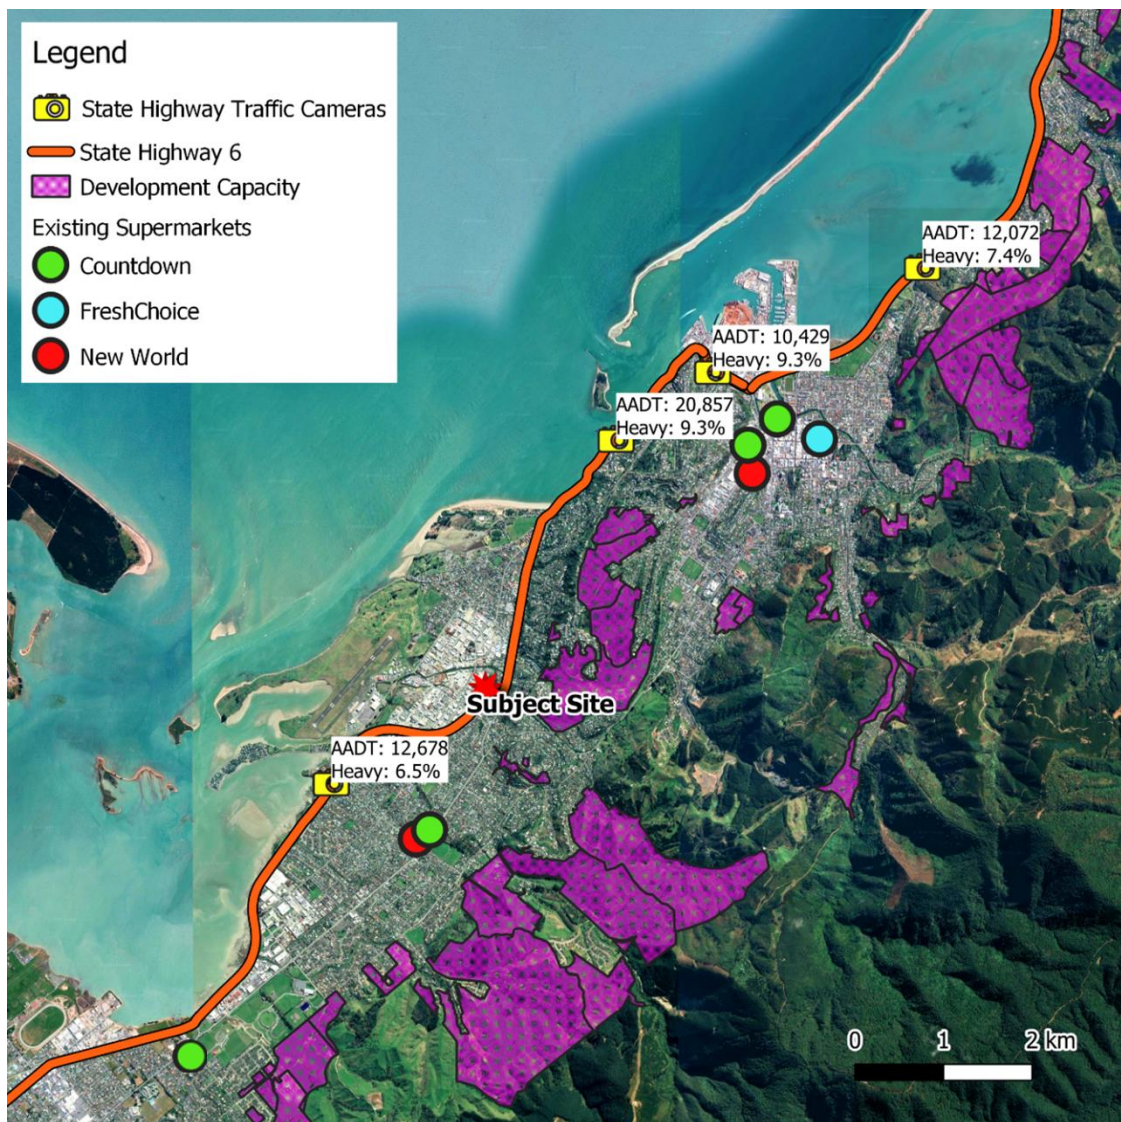 Legend
State Highway Traffic Cameras
State Highway 6
Development Capacity
Existing Supermarkets
Countdown
FreshChoice
New World
AADT: 12,072
Heavy: 7.4%
AADT: 10,429
Heavy: 9.3%
AADT: 20,857
Heavy: 9.3%
Subject Site
AADT: 12,678
Heavy: 6.5%
0 1 2 km